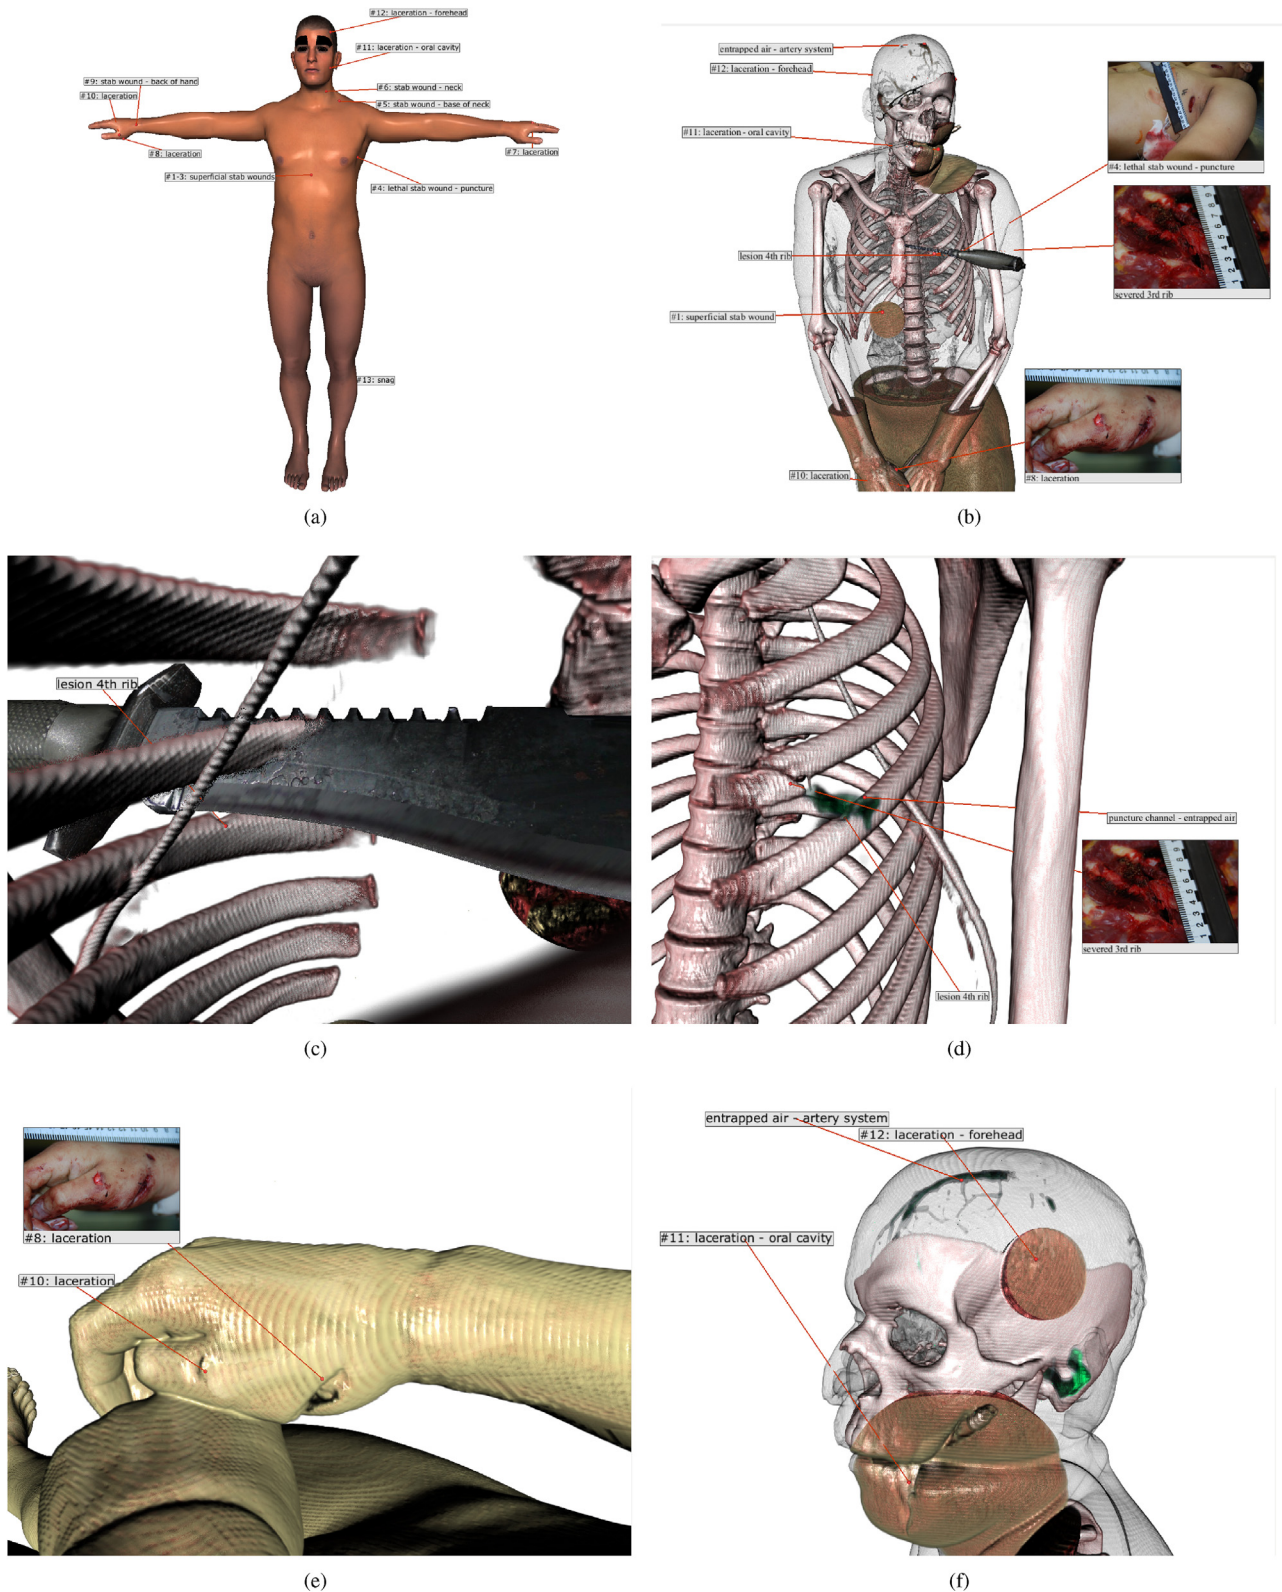 #12: laceration - forehead
#11: laceration - oral cavity
#9: stab wound - back of hand
#10: laceration
#6: stab wound - neck
#5: stab wound - base of neck
#8: laceration
#7: laceration
#1-3: superficial stab wounds
#4: lethal stab wound - puncture
#13: snag
(a)
entrapped air - artery system
#12: laceration - forehead
#11: laceration - oral cavity
#4: lethal stab wound - puncture
lesion 4th rib
severed 3rd rib
#1: superficial stab wound
#10: laceration
#8: laceration
(b)
lesion 4th rib
(c)
puncture channel - entrapped air
severed 3rd rib
lesion 4th rib
(d)
#8: laceration
#10: laceration
(e)
entrapped air - artery system
#12: laceration - forehead
#11: laceration - oral cavity
(f)